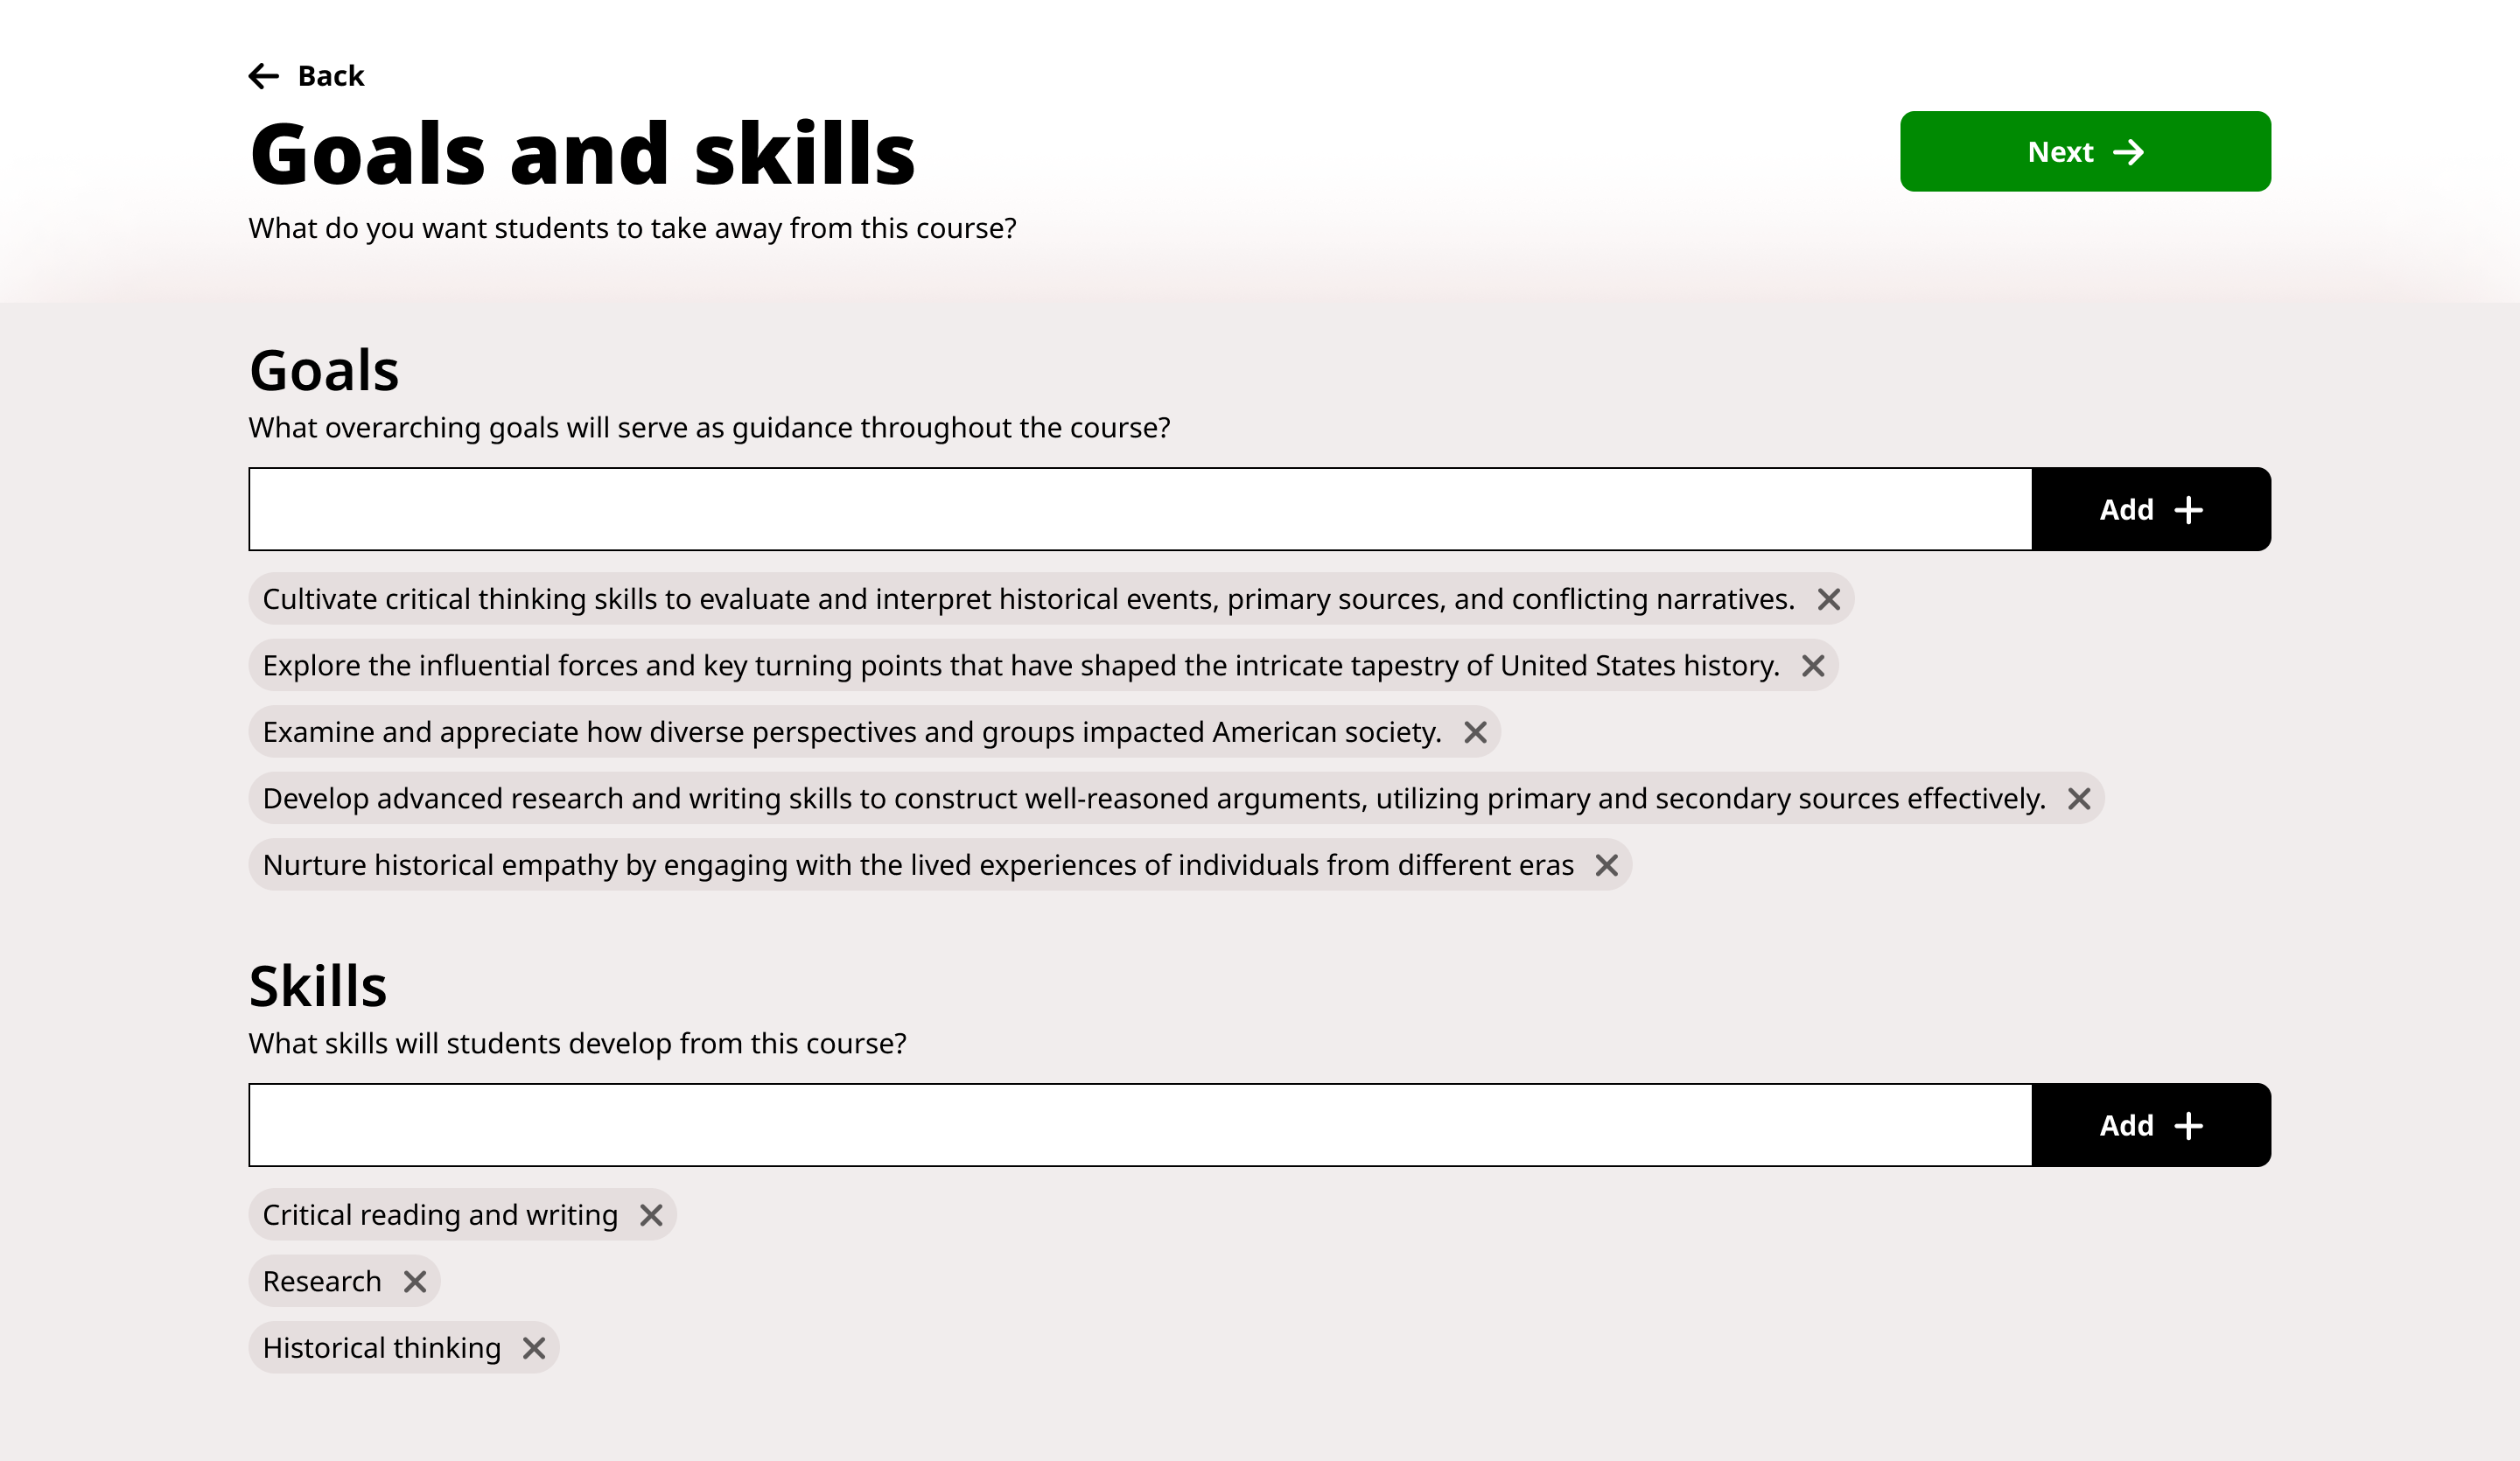 Back
Goals and skills
Next
What do you want students to take away from this course?
Goals
What overarching goals will serve as guidance throughout the course?
Add
Cultivate critical thinking skills to evaluate and interpret historical events, primary sources, and conflicting narratives.
Explore the influential forces and key turning points that have shaped the intricate tapestry of United States history.
Examine and appreciate how diverse perspectives and groups impacted American society.
Develop advanced research and writing skills to construct well-reasoned arguments, utilizing primary and secondary sources effectively.
Nurture historical empathy by engaging with the lived experiences of individuals from different eras
Skills
What skills will students develop from this course?
Add
Critical reading and writing
Research
Historical thinking